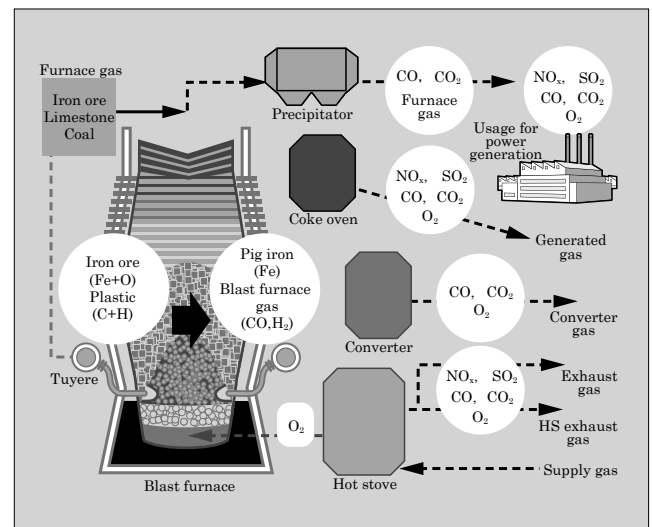 Furnace gas
Iron ore
Limestone
Coal
Precipitator
CO, CO₂
Furnace
gas
NOₓ, SO₂
CO, CO₂
O₂
Usage for
power
generation
Coke oven
NOₓ, SO₂
CO, CO₂
O₂
Generated
gas
Iron ore
(Fe+O)
Plastic
(C+H)
Pig iron
(Fe)
Blast furnace
gas
(CO,H₂)
Converter
CO, CO₂
O₂
Converter
gas
Tuyere
NOₓ, SO₂
CO, CO₂
O₂
Exhaust
gas
HS exhaust
gas
O₂
Supply gas
Blast furnace
Hot stove